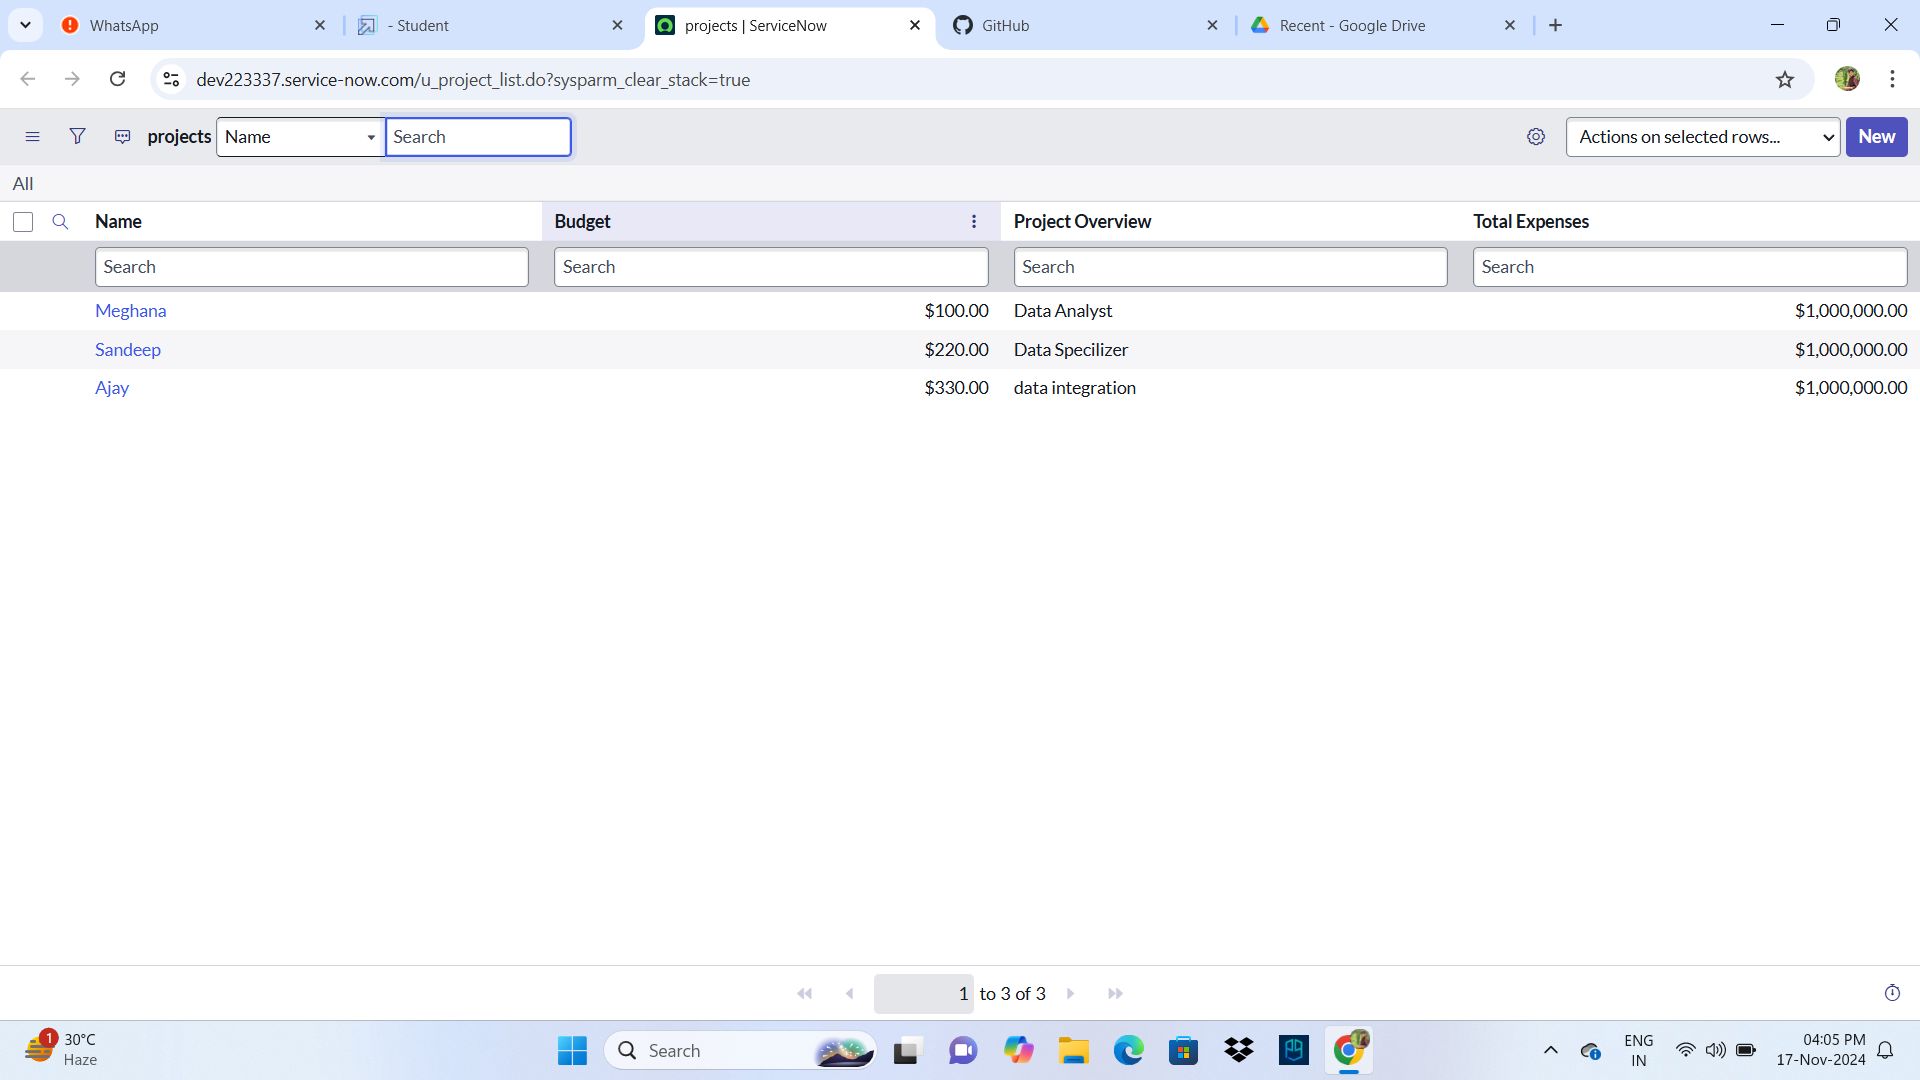 WhatsApp
- Student
projects | ServiceNow
GitHub
Recent - Google Drive
dev223337.service-now.com/u_project_list.do?sysparm_clear_stack=true
projects
Name
Search
Actions on selected rows...
New
All
Name
Budget
Project Overview
Total Expenses
Search
Search
Search
Search
Meghana
$100.00
Data Analyst
$1,000,000.00
Sandeep
$220.00
Data Specilizer
$1,000,000.00
Ajay
$330.00
data integration
$1,000,000.00
1 to 3 of 3
1
30°C
Haze
Search
ENG
IN
04:05 PM
17-Nov-2024